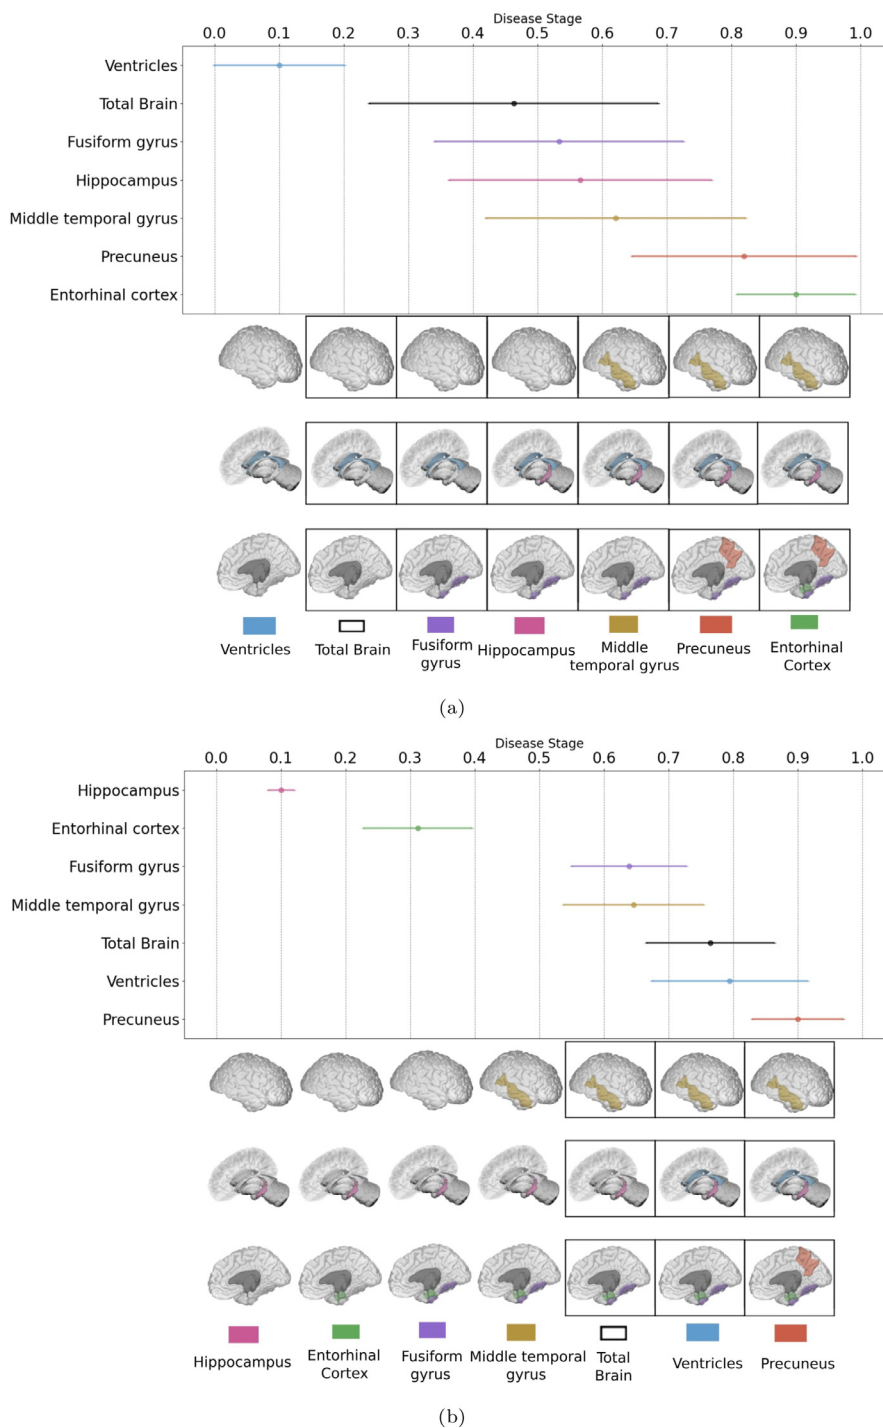 Disease Stage
0.0 0.1 0.2 0.3 0.4 0.5 0.6 0.7 0.8 0.9 1.0
Ventricles
Total Brain
Fusiform gyrus
Hippocampus
Middle temporal gyrus
Precuneus
Entorhinal cortex
Ventricles
Total Brain
Fusiform
gyrus
Hippocampus
Middle
temporal gyrus
Precuneus
Entorhinal
Cortex
(a)
Disease Stage
0.0 0.1 0.2 0.3 0.4 0.5 0.6 0.7 0.8 0.9 1.0
Hippocampus
Entorhinal cortex
Fusiform gyrus
Middle temporal gyrus
Total Brain
Ventricles
Precuneus
Hippocampus
Entorhinal
Cortex
Fusiform
gyrus
Middle temporal
gyrus
Total
Brain
Ventricles
Precuneus
(b)